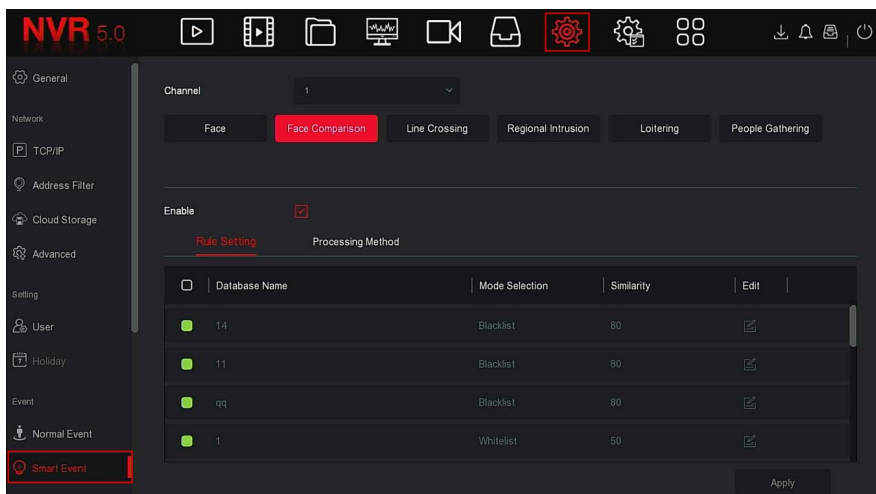 NVR 5.0
General
Network
P TCP/IP
Address Filter
Cloud Storage
Advanced
Setting
User
Holiday
Event
Normal Event
Smart Event
Channel 1
Face Face Comparison Line Crossing Regional Intrusion Loitering People Gathering
Enable
Rule Setting Processing Method
Database Name Mode Selection Similarity Edit
14 Blacklist 80
11 Blacklist 80
qq Blacklist 80
1 Whitelist 50
Apply